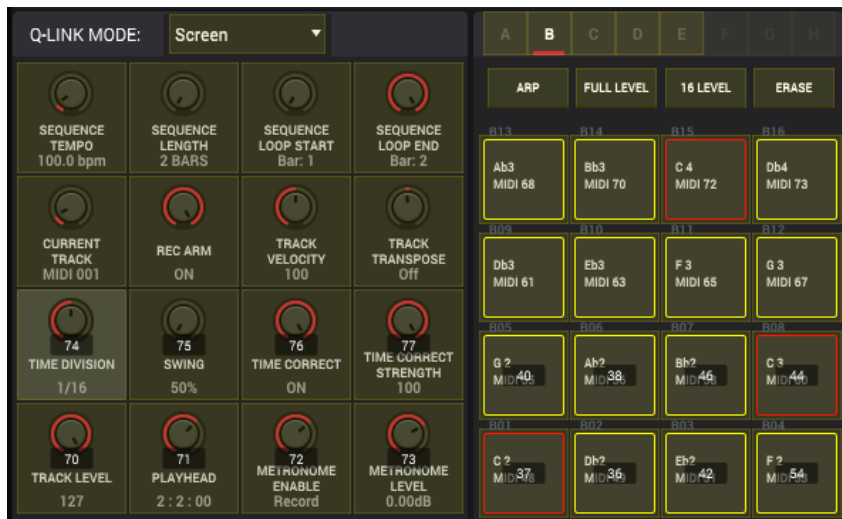 Q-LINK MODE: Screen
A B C D E F G H
ARP FULL LEVEL 16 LEVEL ERASE
SEQUENCE TEMPO
100.0 bpm
SEQUENCE LENGTH
2 BARS
SEQUENCE LOOP START
Bar: 1
SEQUENCE LOOP END
Bar: 2
CURRENT TRACK
MIDI 001
REC ARM
ON
TRACK VELOCITY
100
TRACK TRANSPOSE
Off
74
TIME DIVISION
1/16
75
SWING
50%
76
TIME CORRECT
ON
77
TIME CORRECT STRENGTH
100
70
TRACK LEVEL
127
71
PLAYHEAD
2 : 2 : 00
72
METRONOME ENABLE
Record
73
METRONOME LEVEL
0.00dB
B13 B14 B15 B16
Ab3 Bb3 C 4 Db4
MIDI 68 MIDI 70 MIDI 72 MIDI 73
B09 B10 B11 B12
Db3 Eb3 F 3 G 3
MIDI 61 MIDI 63 MIDI 65 MIDI 67
B05 B06 B07 B08
G 2 Ab2 Bb2 C 3
40 38 46 44
B01 B02 B03 B04
C 2 Db2 Eb2 F 2
37 36 42 54